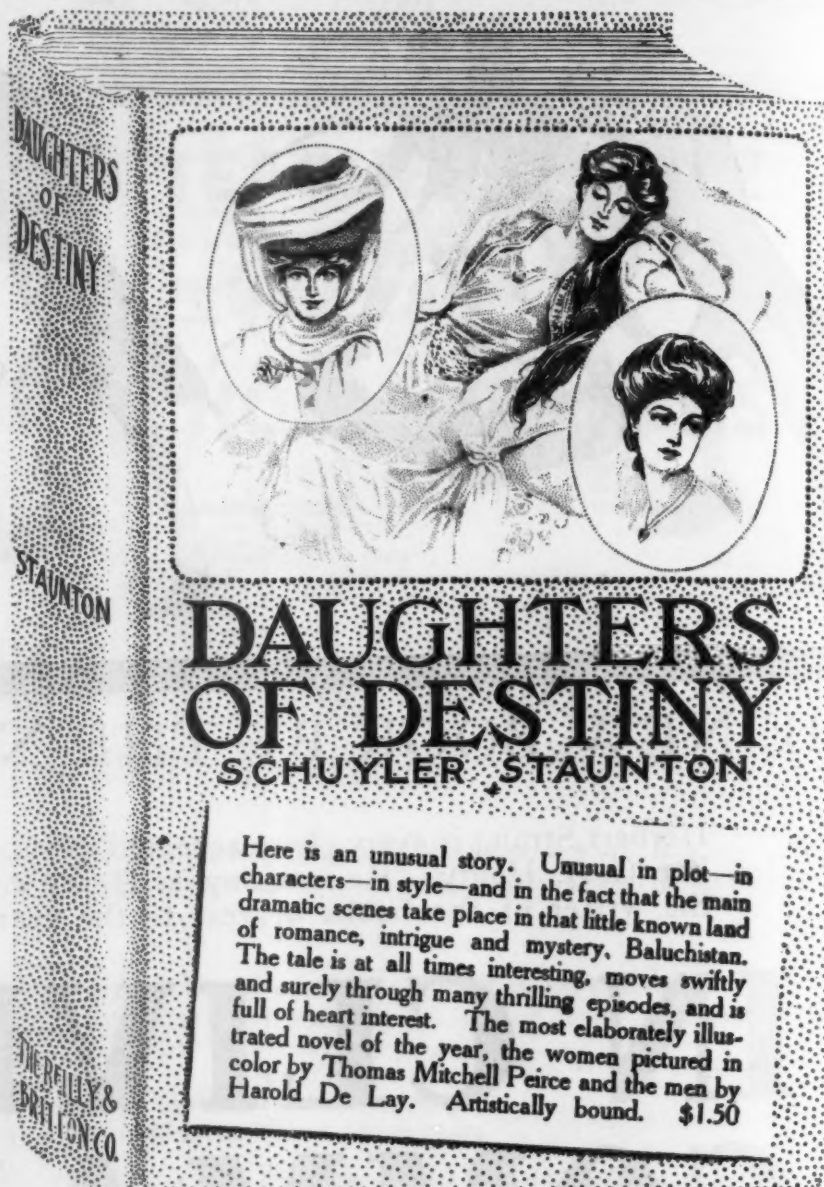 DAUGHTERS
OF
DESTINY
STAUNTON
THE REILLY &
BRITTON CO.
DAUGHTERS
OF DESTINY
SCHUYLER STAUNTON
Here is an unusual story. Unusual in plot—in
characters—in style—and in the fact that the main
dramatic scenes take place in that little known land
of romance, intrigue and mystery, Baluchistan.
The tale is at all times interesting, moves swiftly
and surely through many thrilling episodes, and is
full of heart interest. The most elaborately illus-
trated novel of the year, the women pictured in
color by Thomas Mitchell Peirce and the men by
Harold De Lay. Artistically bound. $1.50